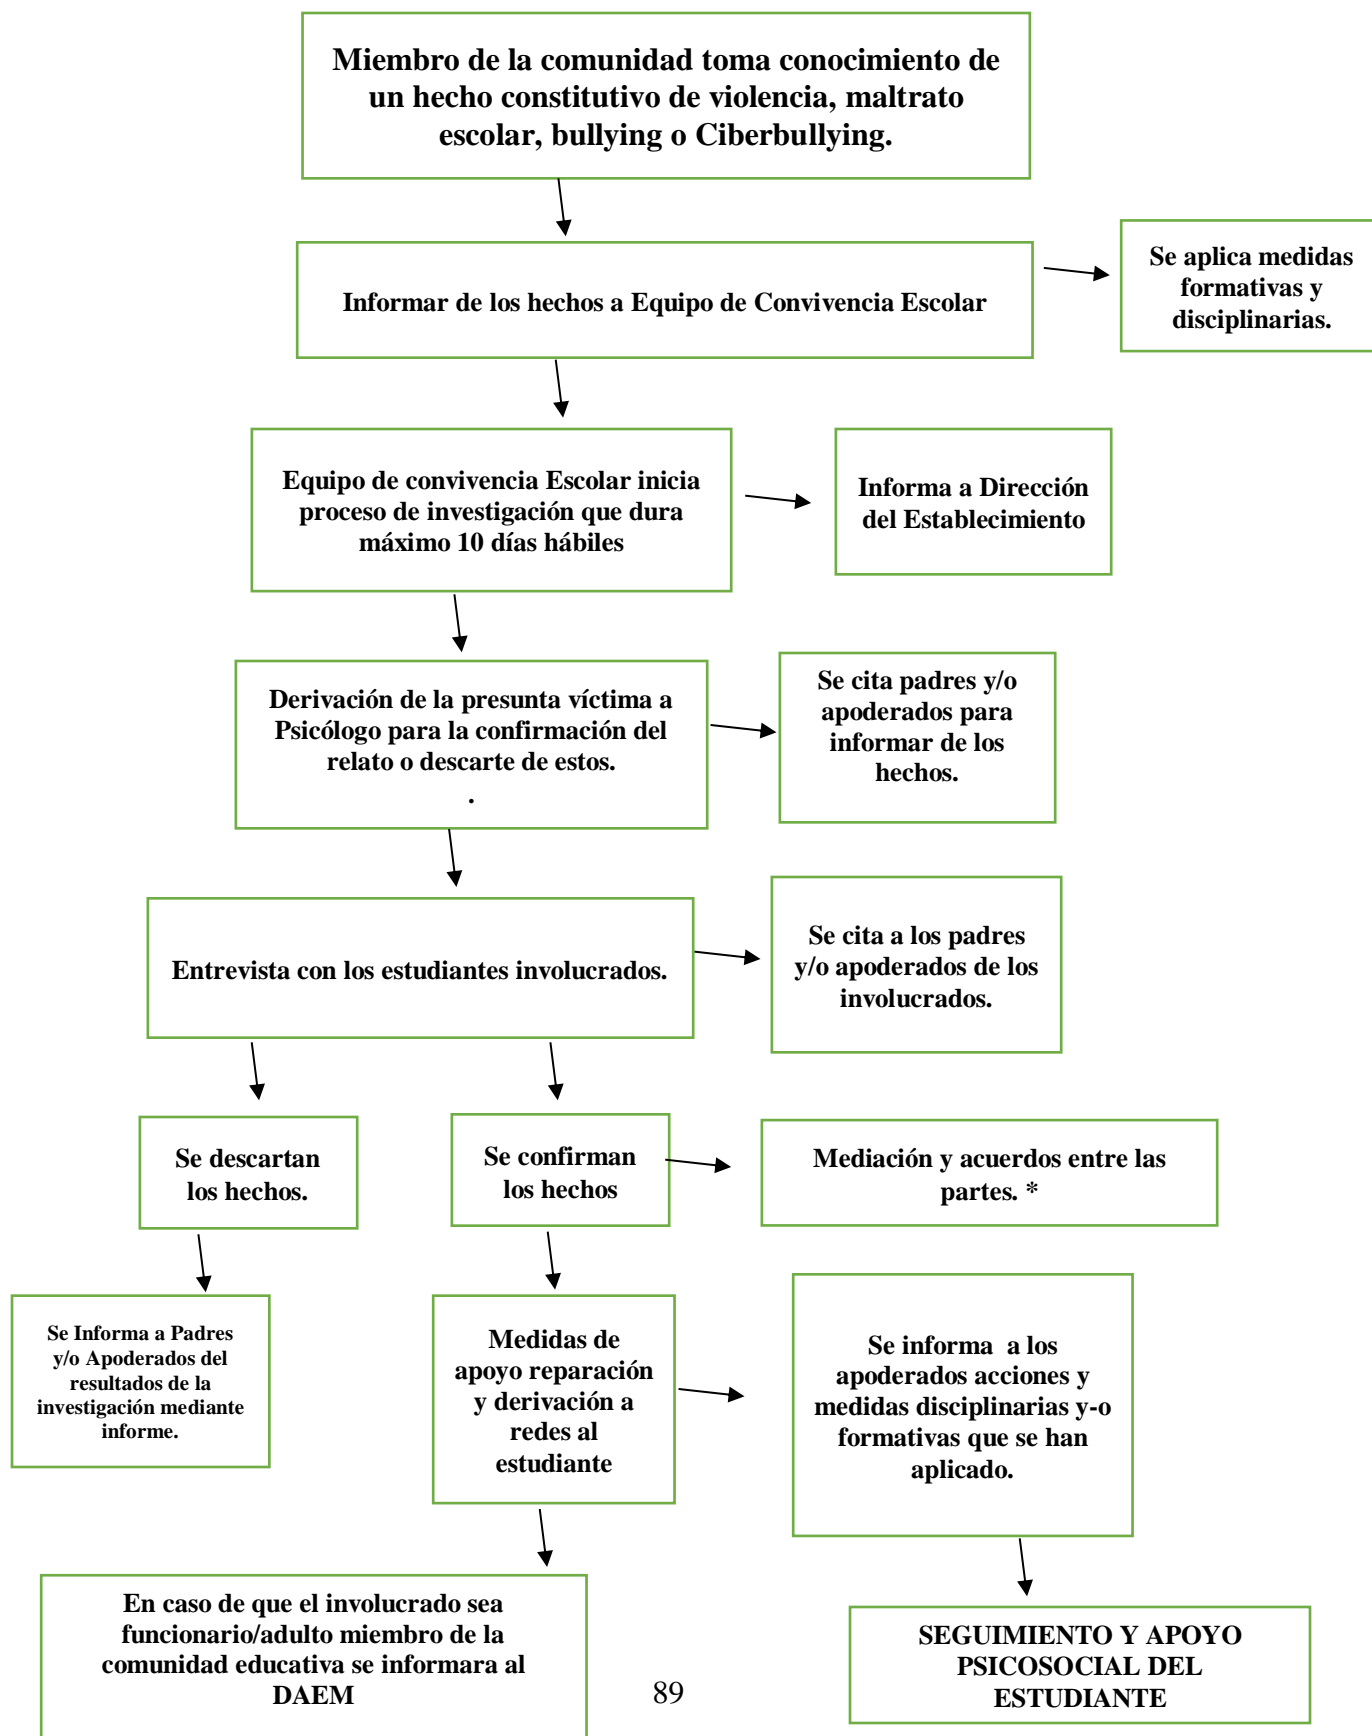 Miembro de la comunidad toma conocimiento de
un hecho constitutivo de violencia, maltrato
escolar, bullying o Ciberbullying.
Informar de los hechos a Equipo de Convivencia Escolar
Se aplica medidas
formativas y
disciplinarias.
Equipo de convivencia Escolar inicia
proceso de investigación que dura
máximo 10 días hábiles
Informa a Dirección
del Establecimiento
Derivación de la presunta víctima a
Psicólogo para la confirmación del
relato o descarte de estos.
.
Se cita padres y/o
apoderados para
informar de los
hechos.
Entrevista con los estudiantes involucrados.
Se cita a los padres
y/o apoderados de los
involucrados.
Se descartan
los hechos.
Se confirman
los hechos
Mediación y acuerdos entre las
partes. *
Se Informa a Padres
y/o Apoderados del
resultados de la
investigación mediante
informe.
Medidas de
apoyo reparación
y derivación a
redes al
estudiante
Se informa  a los
apoderados acciones y
medidas disciplinarias y-o
formativas que se han
aplicado.
En caso de que el involucrado sea
funcionario/adulto miembro de la
comunidad educativa se informara al
DAEM
SEGUIMIENTO Y APOYO
PSICOSOCIAL DEL
ESTUDIANTE
89